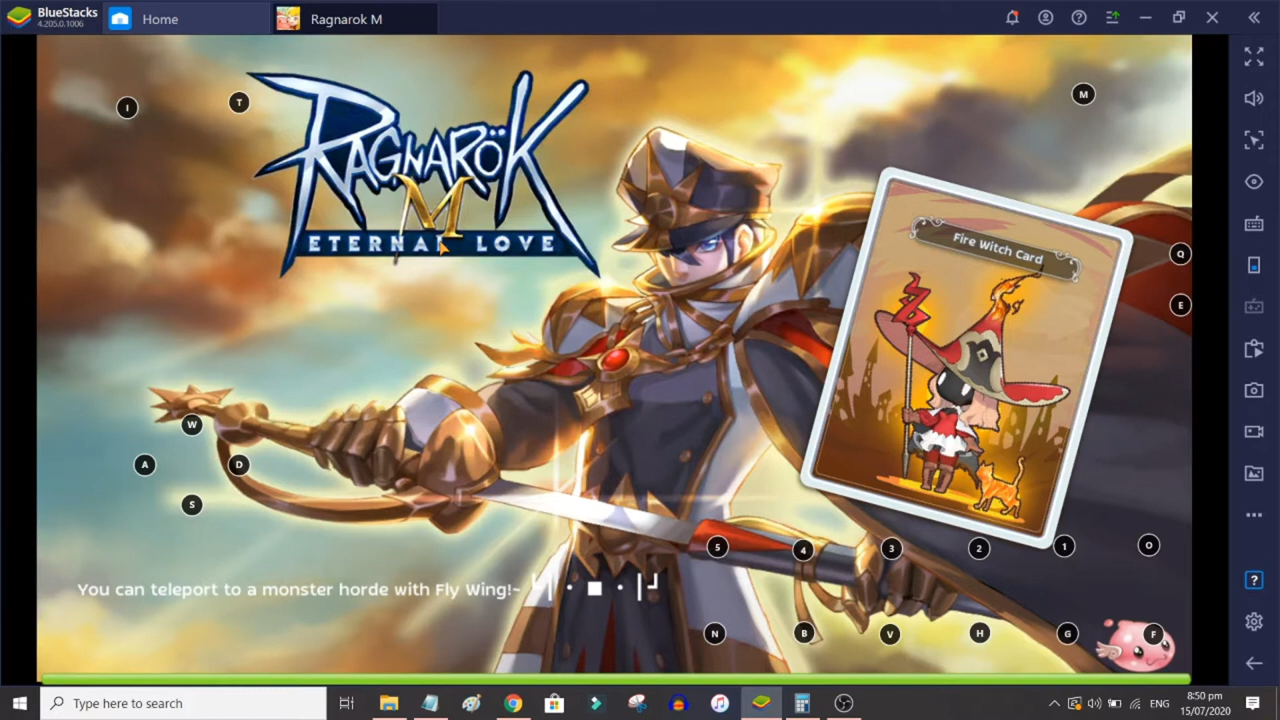 BlueStacks
4.205.0.1006
Home
Ragnarok M
I
T
M
RAGNARÖK
M
ETERNAL LOVE
Fire Witch Card
Q
E
W
A
D
S
5
4
3
2
1
O
You can teleport to a monster horde with Fly Wing!~
N
B
V
H
G
F
Type here to search
ENG
8:50 pm
15/07/2020